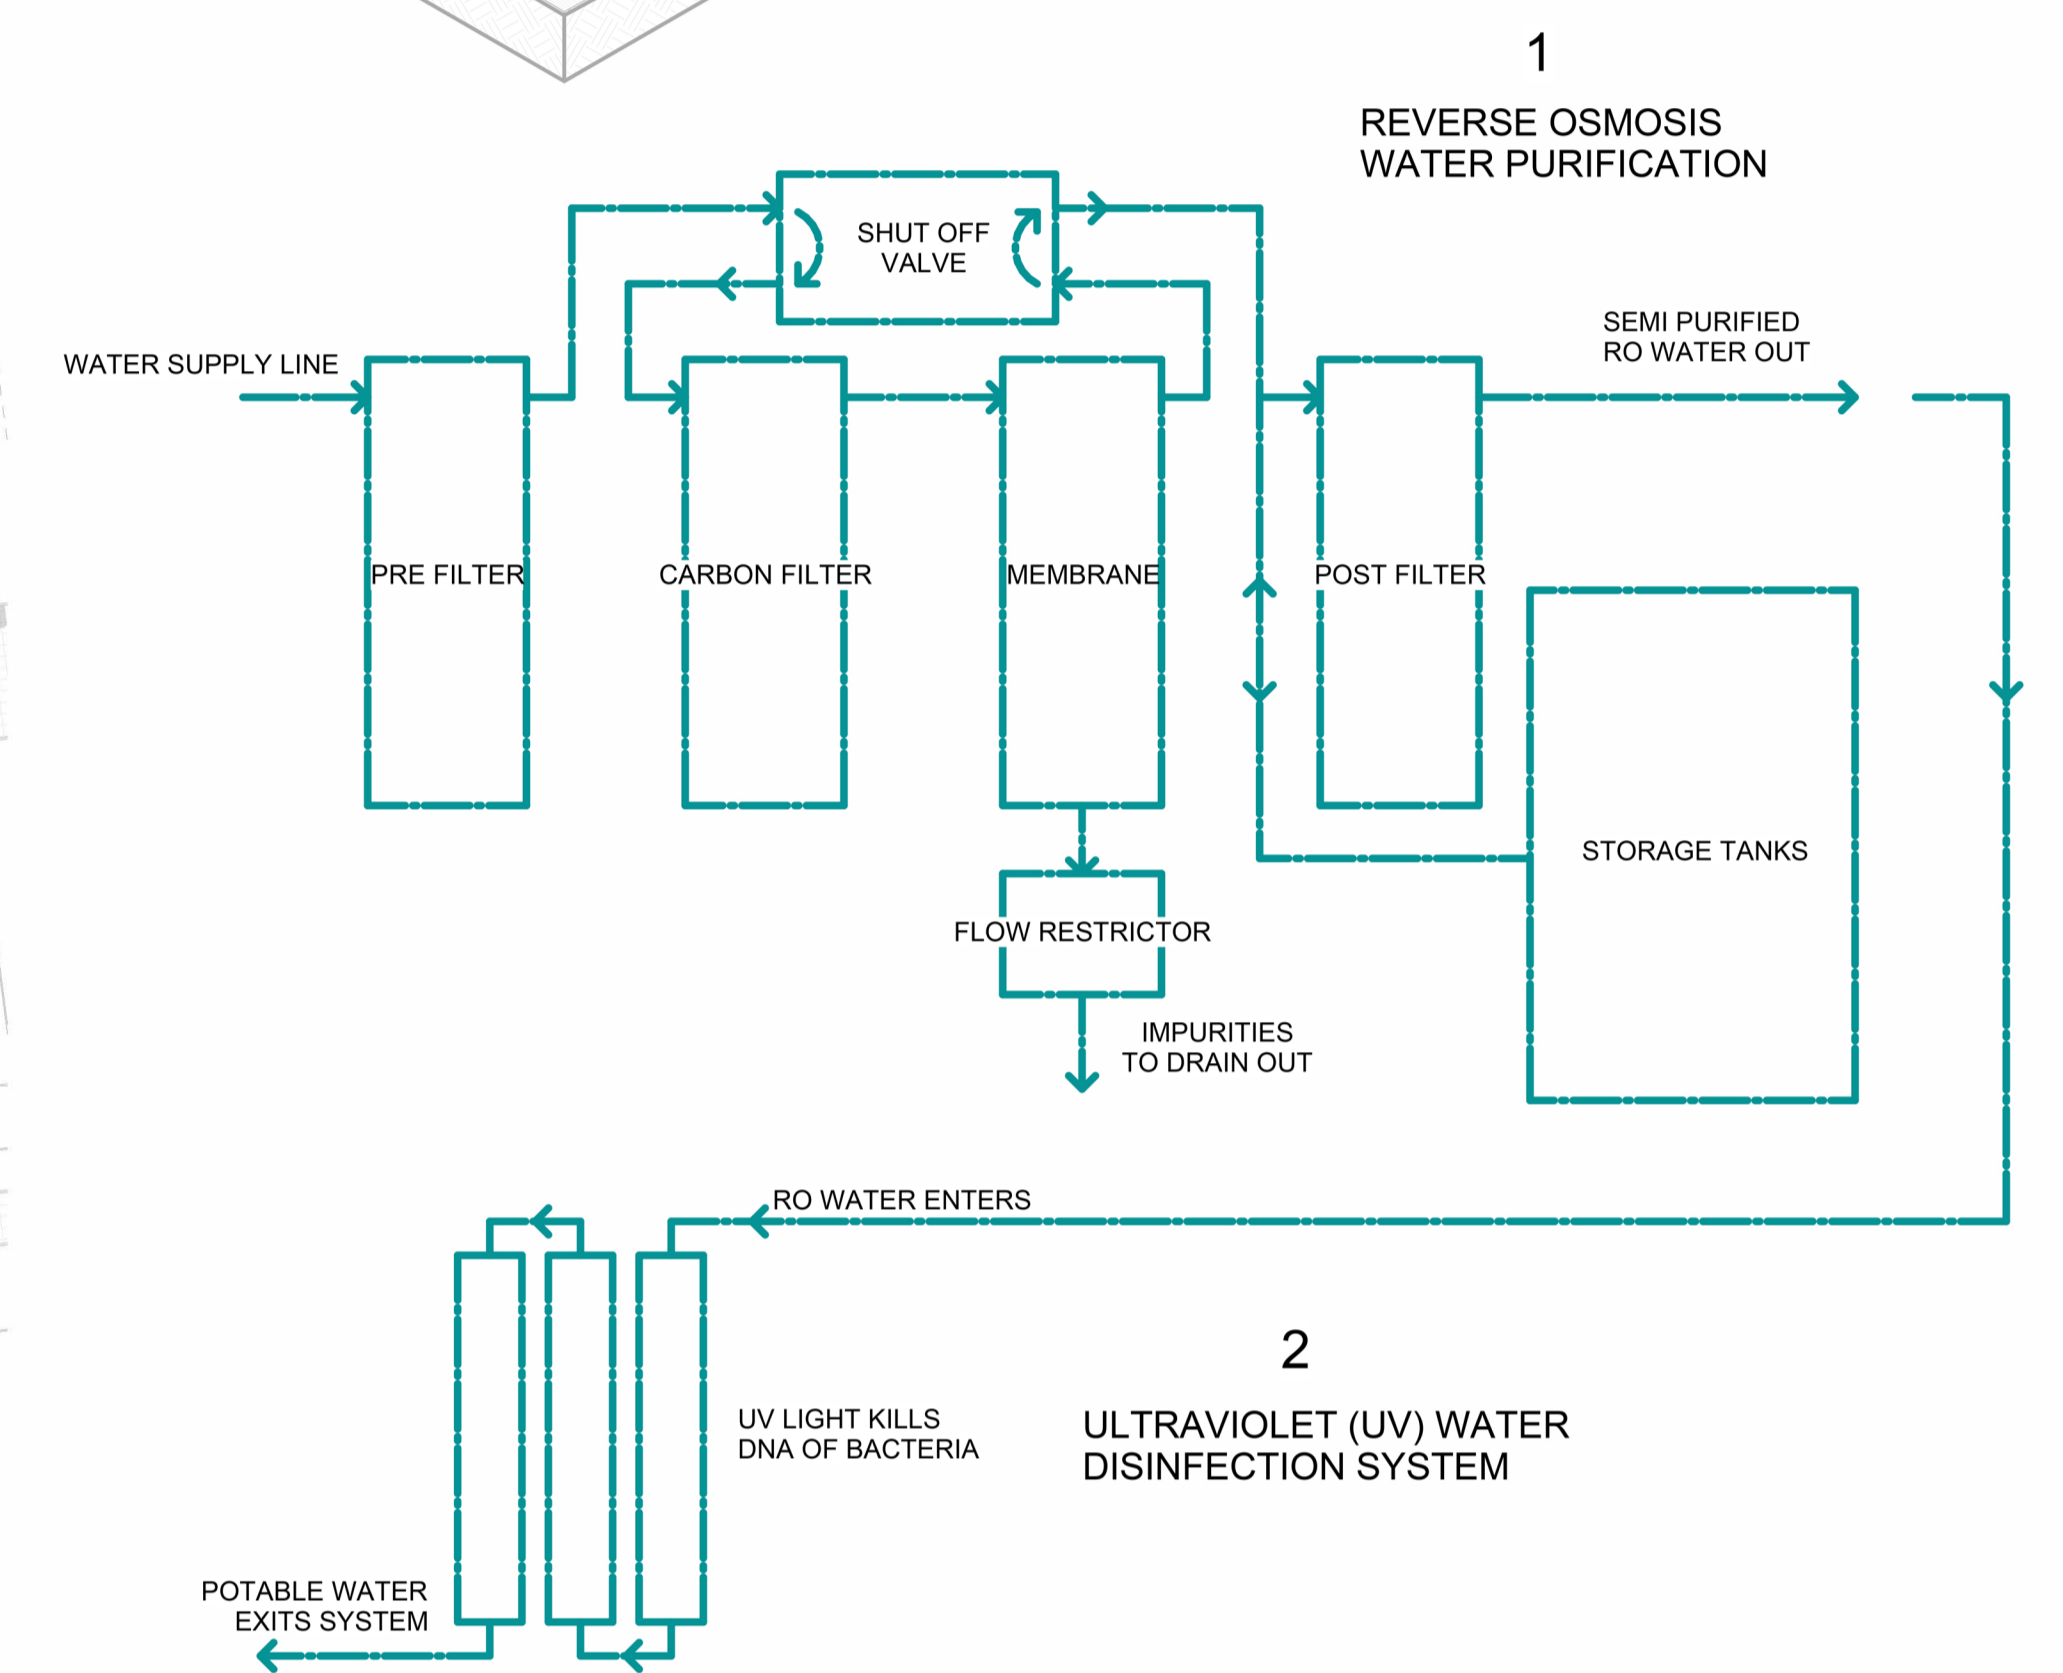 1
REVERSE OSMOSIS
WATER PURIFICATION
SHUT OFF
VALVE
SEMI PURIFIED
RO WATER OUT
WATER SUPPLY LINE
PRE FILTER
CARBON FILTER
MEMBRANE
POST FILTER
STORAGE TANKS
FLOW RESTRICTOR
IMPURITIES
TO DRAIN OUT
RO WATER ENTERS
2
ULTRAVIOLET (UV) WATER
DISINFECTION SYSTEM
UV LIGHT KILLS
DNA OF BACTERIA
POTABLE WATER
EXITS SYSTEM